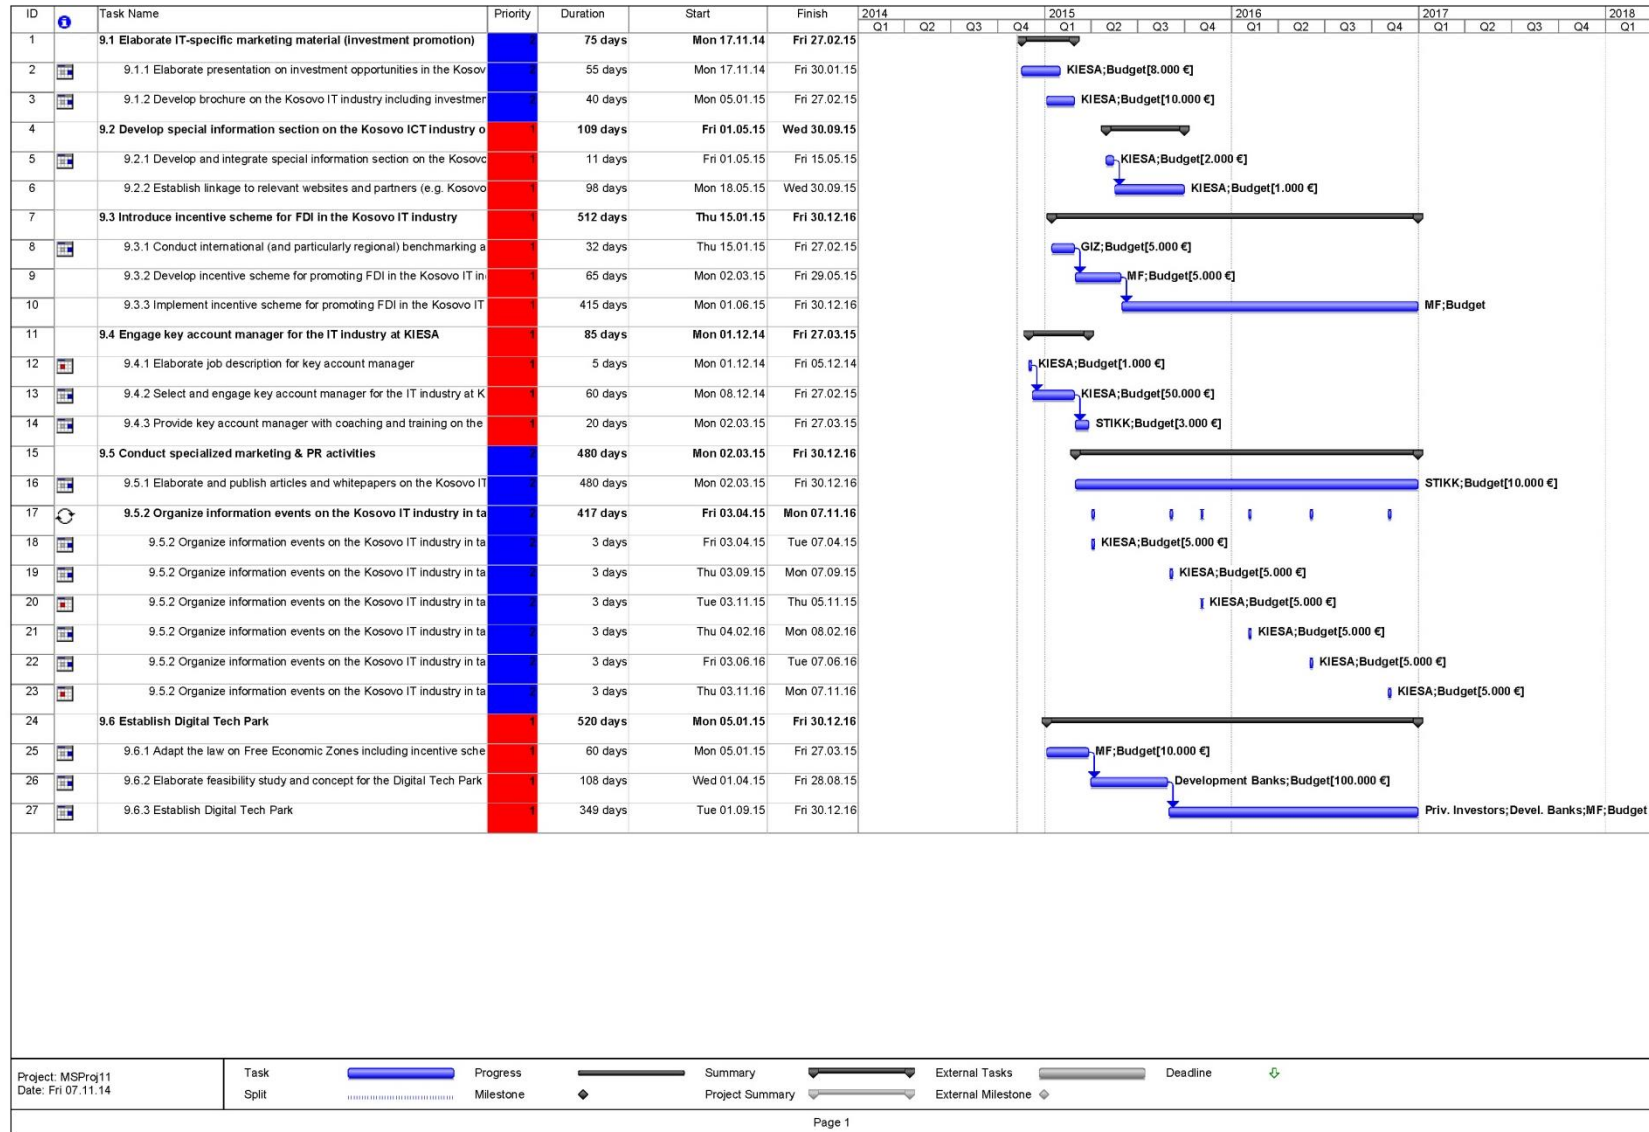 ID Task Name Priority Duration Start Finish 2014 2015 2016 2017 2018
Q1 Q2 Q3 Q4 Q1 Q2 Q3 Q4 Q1 Q2 Q3 Q4 Q1 Q2 Q3 Q4 Q1
1 9.1 Elaborate IT-specific marketing material (investment promotion) 2 75 days Mon 17.11.14 Fri 27.02.15
2 9.1.1 Elaborate presentation on investment opportunities in the Kosov 2 55 days Mon 17.11.14 Fri 30.01.15 KIESA;Budget[8.000 €]
3 9.1.2 Develop brochure on the Kosovo IT industry including investmer 2 40 days Mon 05.01.15 Fri 27.02.15 KIESA;Budget[10.000 €]
4 9.2 Develop special information section on the Kosovo ICT industry o 1 109 days Fri 01.05.15 Wed 30.09.15
5 9.2.1 Develop and integrate special information section on the Kosovo 1 11 days Fri 01.05.15 Fri 15.05.15 KIESA;Budget[2.000 €]
6 9.2.2 Establish linkage to relevant websites and partners (e.g. Kosovo 1 98 days Mon 18.05.15 Wed 30.09.15 KIESA;Budget[1.000 €]
7 9.3 Introduce incentive scheme for FDI in the Kosovo IT industry 1 512 days Thu 15.01.15 Fri 30.12.16
8 9.3.1 Conduct international (and particularly regional) benchmarking a 1 32 days Thu 15.01.15 Fri 27.02.15 GIZ;Budget[5.000 €]
9 9.3.2 Develop incentive scheme for promoting FDI in the Kosovo IT in 1 65 days Mon 02.03.15 Fri 29.05.15 MF;Budget[5.000 €]
10 9.3.3 Implement incentive scheme for promoting FDI in the Kosovo IT 1 415 days Mon 01.06.15 Fri 30.12.16 MF;Budget
11 9.4 Engage key account manager for the IT industry at KIESA 1 85 days Mon 01.12.14 Fri 27.03.15
12 9.4.1 Elaborate job description for key account manager 1 5 days Mon 01.12.14 Fri 05.12.14 KIESA;Budget[1.000 €]
13 9.4.2 Select and engage key account manager for the IT industry at K 1 60 days Mon 08.12.14 Fri 27.02.15 KIESA;Budget[50.000 €]
14 9.4.3 Provide key account manager with coaching and training on the 1 20 days Mon 02.03.15 Fri 27.03.15 STIKK;Budget[3.000 €]
15 9.5 Conduct specialized marketing & PR activities 2 480 days Mon 02.03.15 Fri 30.12.16
16 9.5.1 Elaborate and publish articles and whitepapers on the Kosovo IT 2 480 days Mon 02.03.15 Fri 30.12.16 STIKK;Budget[10.000 €]
17 9.5.2 Organize information events on the Kosovo IT industry in ta 2 417 days Fri 03.04.15 Mon 07.11.16
18 9.5.2 Organize information events on the Kosovo IT industry in ta 2 3 days Fri 03.04.15 Tue 07.04.15 KIESA;Budget[5.000 €]
19 9.5.2 Organize information events on the Kosovo IT industry in ta 2 3 days Thu 03.09.15 Mon 07.09.15 KIESA;Budget[5.000 €]
20 9.5.2 Organize information events on the Kosovo IT industry in ta 2 3 days Tue 03.11.15 Thu 05.11.15 KIESA;Budget[5.000 €]
21 9.5.2 Organize information events on the Kosovo IT industry in ta 2 3 days Thu 04.02.16 Mon 08.02.16 KIESA;Budget[5.000 €]
22 9.5.2 Organize information events on the Kosovo IT industry in ta 2 3 days Fri 03.06.16 Tue 07.06.16 KIESA;Budget[5.000 €]
23 9.5.2 Organize information events on the Kosovo IT industry in ta 2 3 days Thu 03.11.16 Mon 07.11.16 KIESA;Budget[5.000 €]
24 9.6 Establish Digital Tech Park 1 520 days Mon 05.01.15 Fri 30.12.16
25 9.6.1 Adapt the law on Free Economic Zones including incentive sche 1 60 days Mon 05.01.15 Fri 27.03.15 MF;Budget[10.000 €]
26 9.6.2 Elaborate feasibility study and concept for the Digital Tech Park 1 108 days Wed 01.04.15 Fri 28.08.15 Development Banks;Budget[100.000 €]
27 9.6.3 Establish Digital Tech Park 1 349 days Tue 01.09.15 Fri 30.12.16 Priv. Investors;Devel. Banks;MF;Budget
Project: MSProj11
Date: Fri 07.11.14
Task Progress Summary External Tasks Deadline
Split Milestone Project Summary External Milestone
Page 1